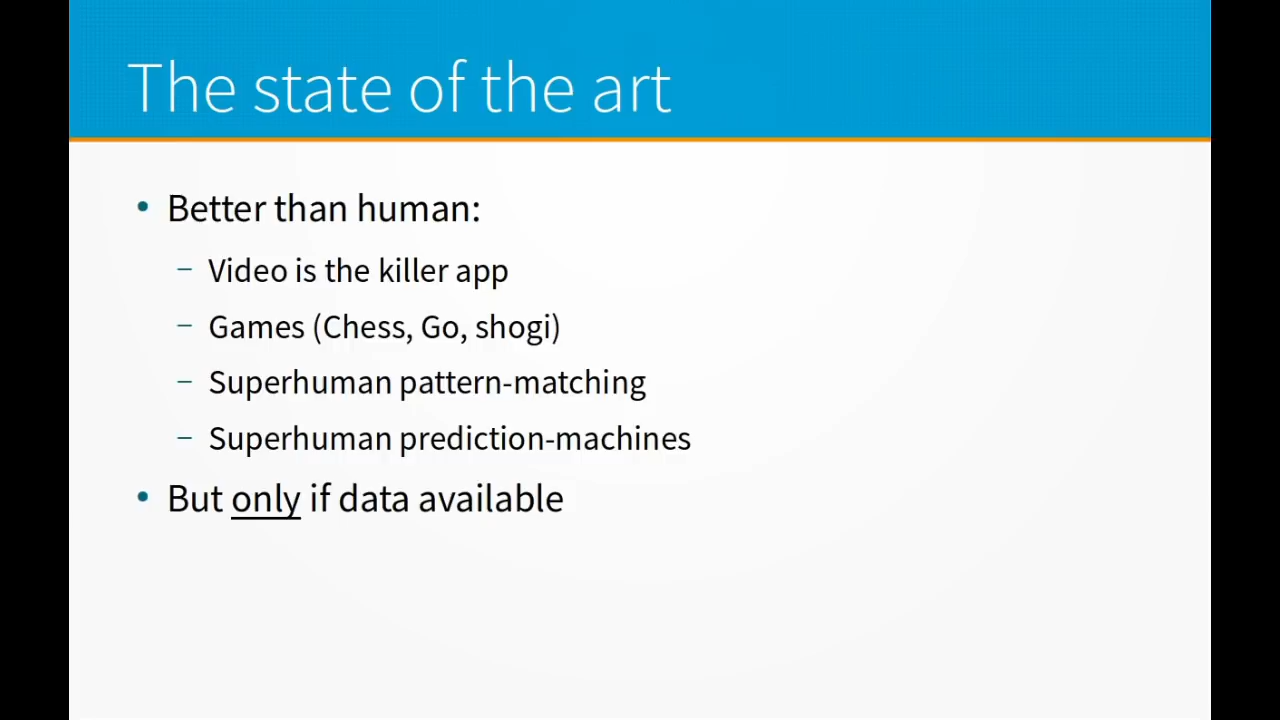 The state of the art
• Better than human:
– Video is the killer app
– Games (Chess, Go, shogi)
– Superhuman pattern-matching
– Superhuman prediction-machines
• But only if data available